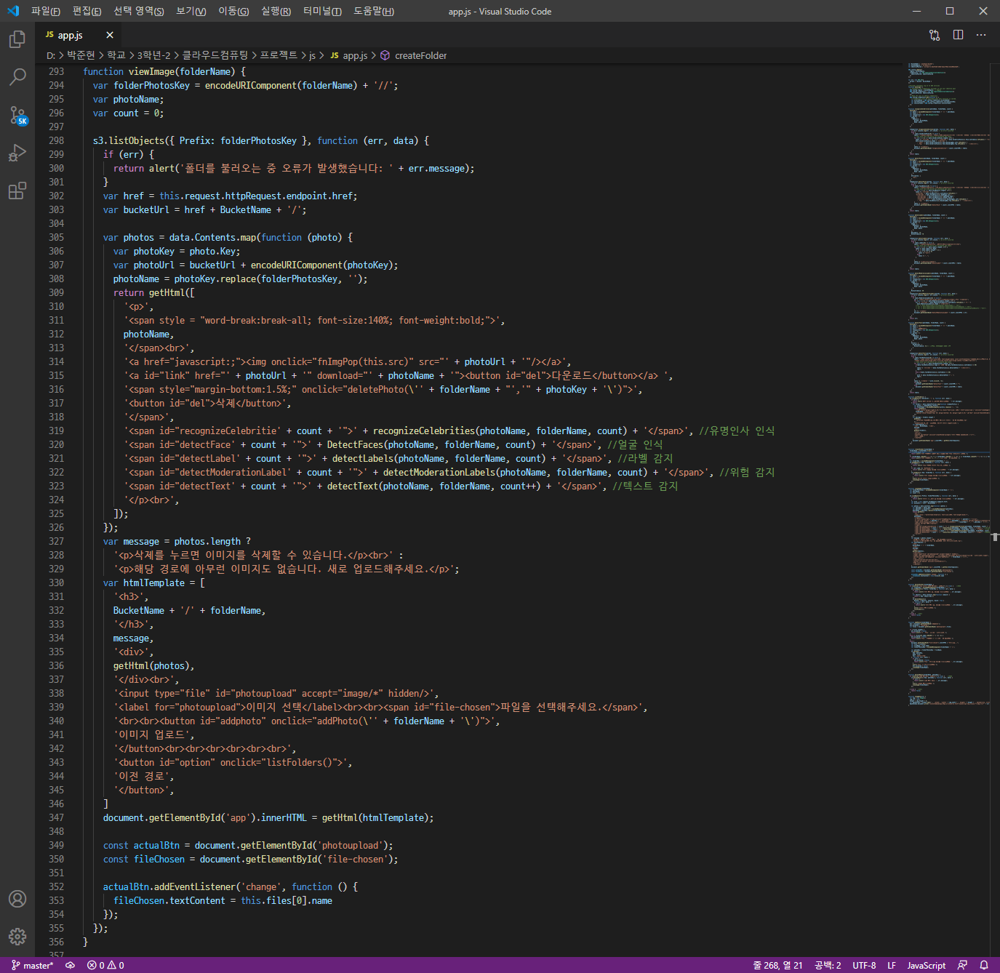 파일(F) 편집(E) 선택 영역(S) 보기(V) 이동(G) 실행(R) 터미널(T) 도움말(H) app.js - Visual Studio Code
JS app.js
D: > 박준현 > 학교 > 3학년-2 > 클라우드컴퓨팅 > 프로젝트 > js > JS app.js > createFolder
5K
293 function viewImage(folderName) {
294 var folderPhotosKey = encodeURIComponent(folderName) + '//';
295 var photoName;
296 var count = 0;
297
298 s3.listObjects({ Prefix: folderPhotosKey }, function (err, data) {
299 if (err) {
300 return alert('폴더를 불러오는 중 오류가 발생했습니다: ' + err.message);
301 }
302 var href = this.request.httpRequest.endpoint.href;
303 var bucketUrl = href + BucketName + '/';
304
305 var photos = data.Contents.map(function (photo) {
306 var photoKey = photo.Key;
307 var photoUrl = bucketUrl + encodeURIComponent(photoKey);
308 photoName = photoKey.replace(folderPhotosKey, '');
309 return getHtml([
310 '<p>',
311 '<span style = "word-break:break-all; font-size:140%; font-weight:bold;">',
312 photoName,
313 '</span><br>',
314 '<a href="javascript:;"><img onclick="fnImgPop(this.src)" src="' + photoUrl + '"/></a>',
315 '<a id="link" href="' + photoUrl + '" download="' + photoName + '"><button id="del">다운로드</button></a> ',
316 '<span style="margin-bottom:1.5%;" onclick="deletePhoto(\'' + folderName + "','" + photoKey + '\')">',
317 '<button id="del">삭제</button>',
318 '</span>',
319 '<span id="recognizeCelebritie' + count + '">' + recognizeCelebrities(photoName, folderName, count) + '</span>', //유명인사 인식
320 '<span id="detectFace' + count + '">' + DetectFaces(photoName, folderName, count) + '</span>', //얼굴 인식
321 '<span id="detectLabel' + count + '">' + detectLabels(photoName, folderName, count) + '</span>', //라벨 감지
322 '<span id="detectModerationLabel' + count + '">' + detectModerationLabels(photoName, folderName, count) + '</span>', //위험 감지
323 '<span id="detectText' + count + '">' + detectText(photoName, folderName, count++) + '</span>', //텍스트 감지
324 '</p><br>',
325 ]);
326 });
327 var message = photos.length ?
328 '<p>삭제를 누르면 이미지를 삭제할 수 있습니다.</p><br>' :
329 '<p>해당 경로에 아무런 이미지도 없습니다. 새로 업로드해주세요.</p>';
330 var htmlTemplate = [
331 '<h3>',
332 BucketName + '/' + folderName,
333 '</h3>',
334 message,
335 '<div>',
336 getHtml(photos),
337 '</div><br>',
338 '<input type="file" id="photoupload" accept="image/*" hidden/>',
339 '<label for="photoupload">이미지 선택</label><br><br><span id="file-chosen">파일을 선택해주세요.</span>',
340 '<br><br><button id="addphoto" onclick="addPhoto(\'' + folderName + '\')">',
341 '이미지 업로드',
342 '</button><br><br><br><br><br><br>',
343 '<button id="option" onclick="listFolders()">',
344 '이전 경로',
345 '</button>',
346 ]
347 document.getElementById('app').innerHTML = getHtml(htmlTemplate);
348
349 const actualBtn = document.getElementById('photoupload');
350 const fileChosen = document.getElementById('file-chosen');
351
352 actualBtn.addEventListener('change', function () {
353 fileChosen.textContent = this.files[0].name
354 });
355 });
356 }
357
master* 0 0 줄 268, 열 21 공백: 2 UTF-8 LF JavaScript